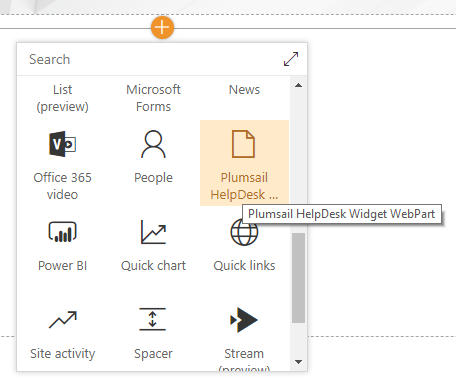 Search
List
(preview)
Microsoft
Forms
News
Office 365
video
People
Plumsail
HelpDesk ...
Plumsail HelpDesk Widget WebPart
Power BI
Quick chart
Quick links
Site activity
Spacer
Stream
(preview)